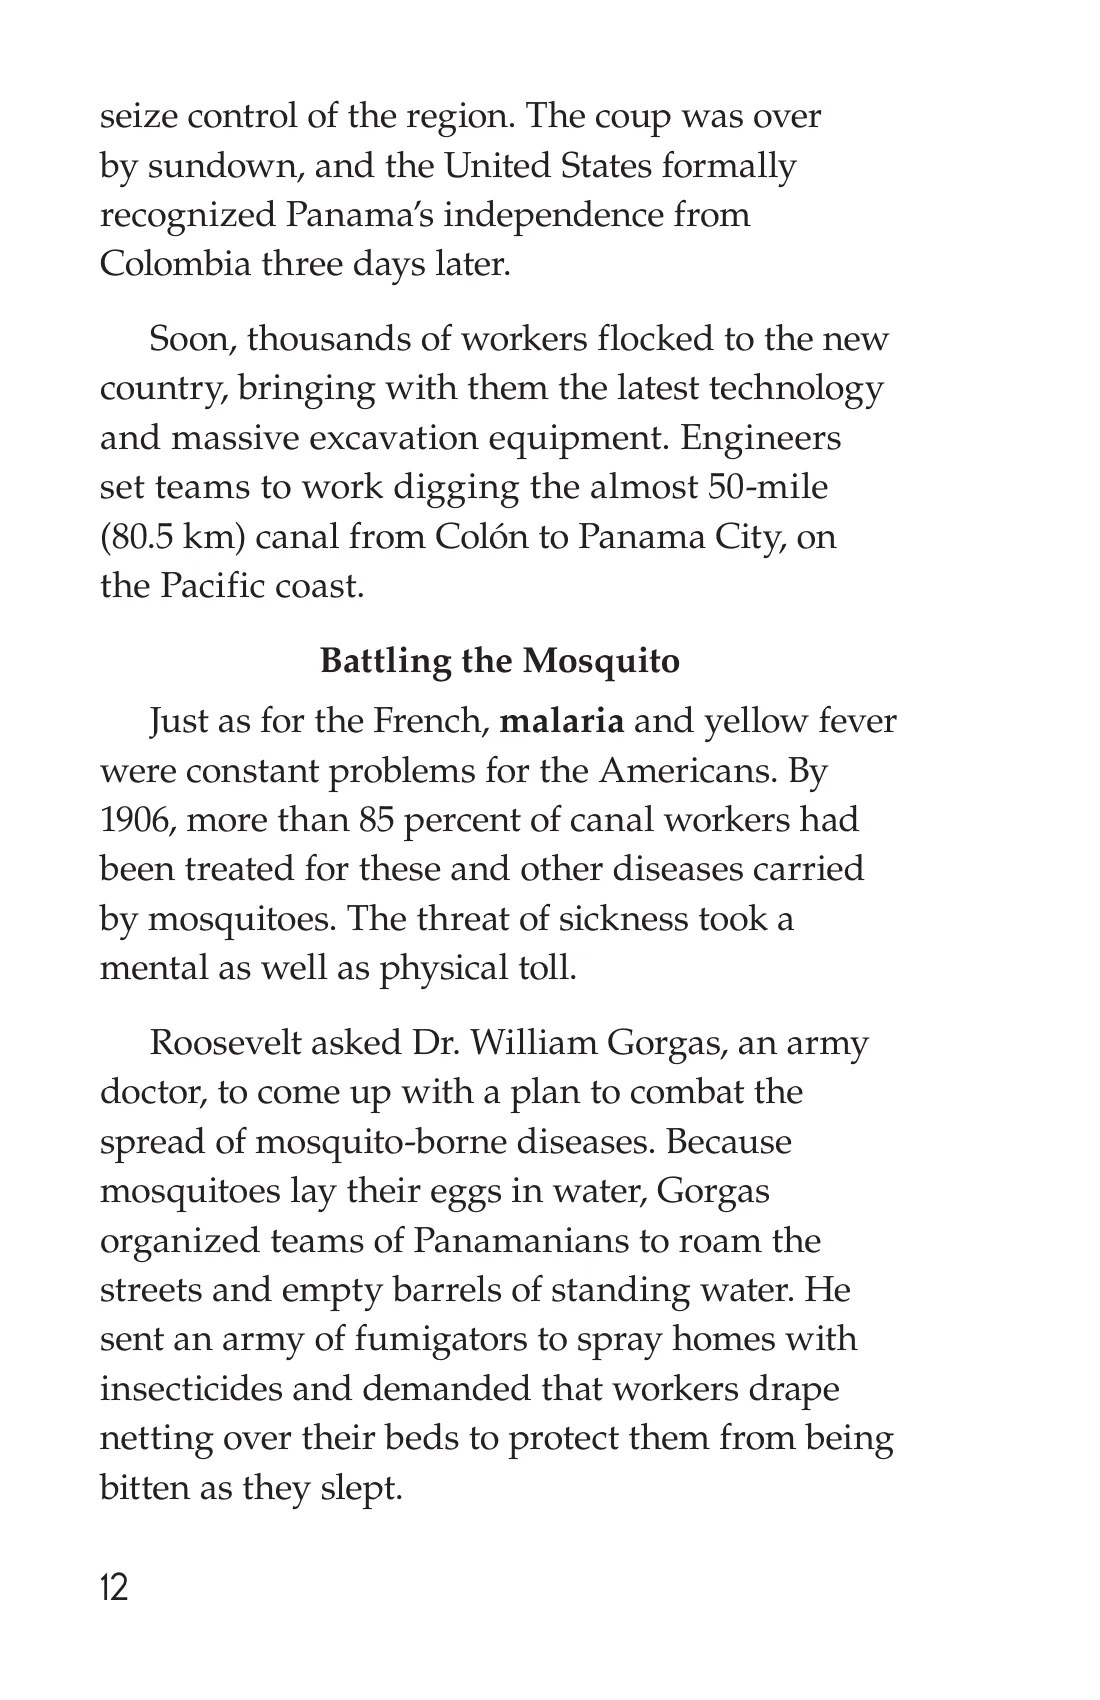 seize control of the region. The coup was over
by sundown, and the United States formally
recognized Panama’s independence from
Colombia three days later.
Soon, thousands of workers flocked to the new
country, bringing with them the latest technology
and massive excavation equipment. Engineers
set teams to work digging the almost 50-mile
(80.5 km) canal from Colón to Panama City, on
the Pacific coast.
Battling the Mosquito
Just as for the French, malaria and yellow fever
were constant problems for the Americans. By
1906, more than 85 percent of canal workers had
been treated for these and other diseases carried
by mosquitoes. The threat of sickness took a
mental as well as physical toll.
Roosevelt asked Dr. William Gorgas, an army
doctor, to come up with a plan to combat the
spread of mosquito-borne diseases. Because
mosquitoes lay their eggs in water, Gorgas
organized teams of Panamanians to roam the
streets and empty barrels of standing water. He
sent an army of fumigators to spray homes with
insecticides and demanded that workers drape
netting over their beds to protect them from being
bitten as they slept.
12